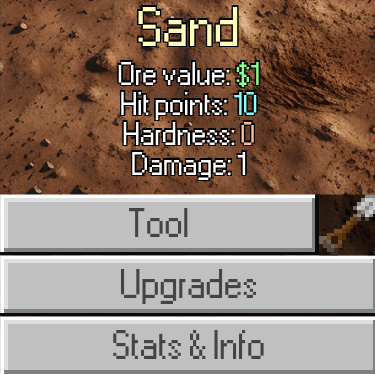 Sand
Ore value: $1
Hit points: 10
Hardness: 0
Damage: 1
Tool
Upgrades
Stats & Info